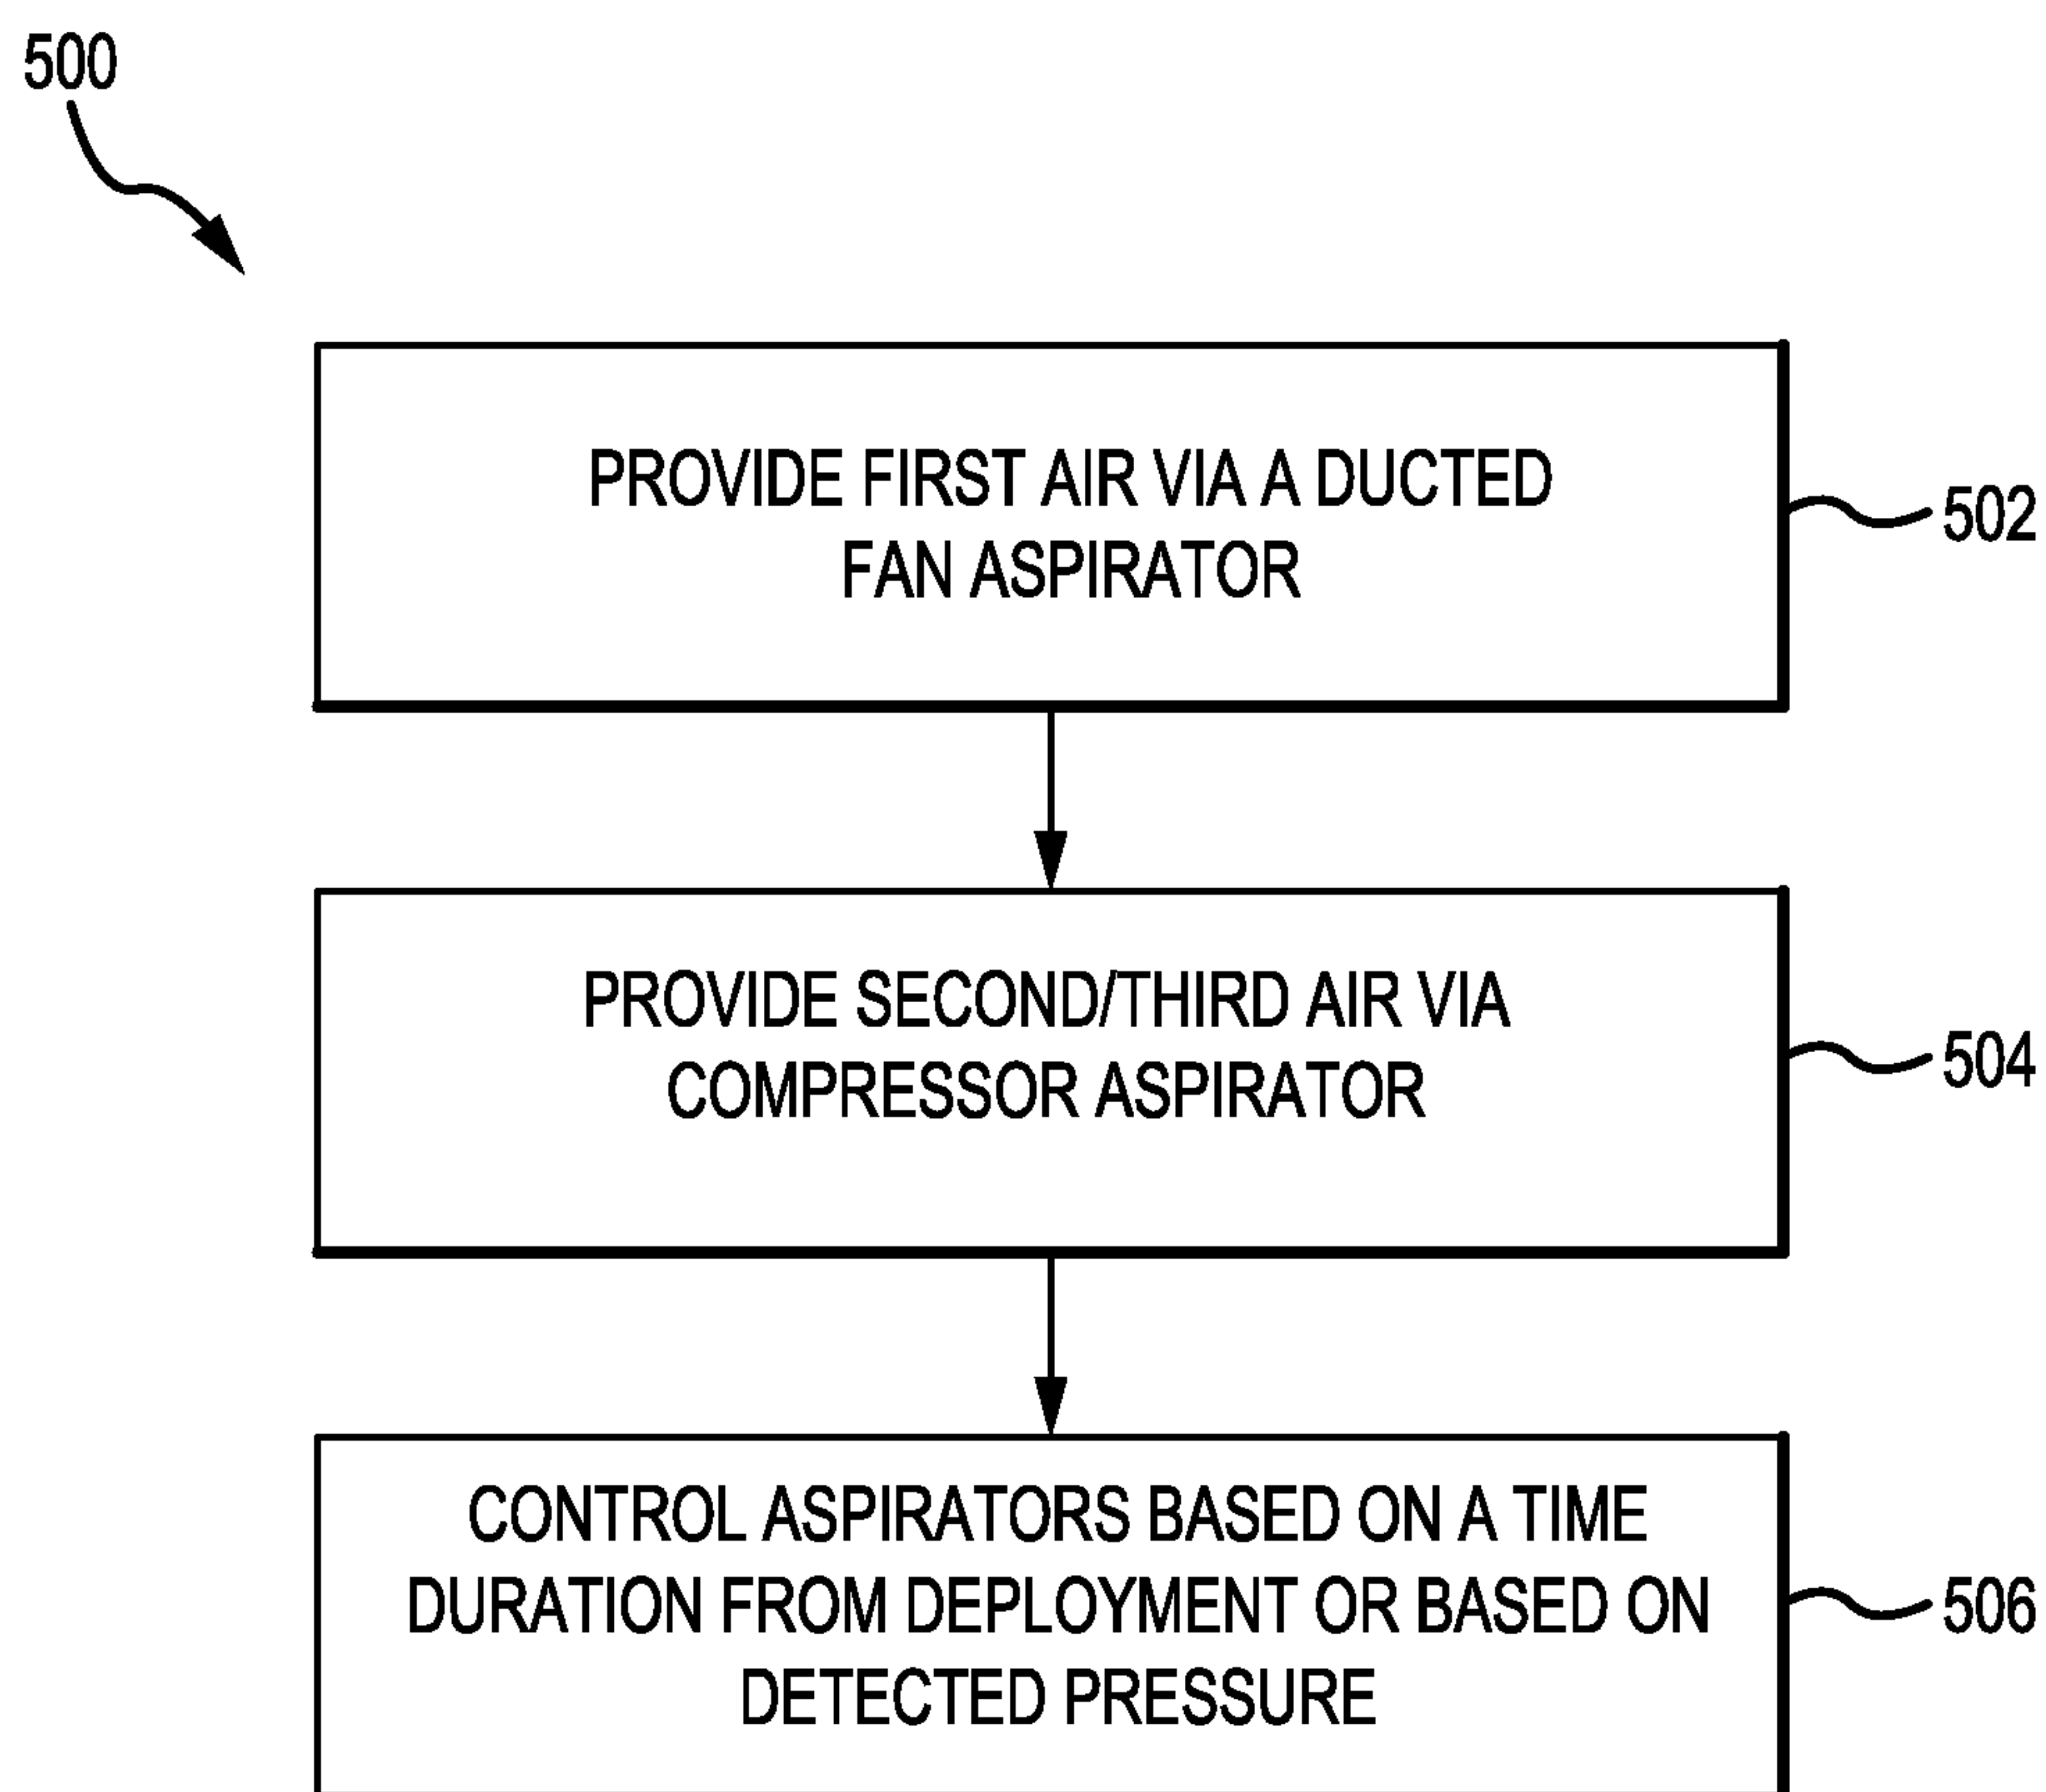 500
PROVIDE FIRST AIR VIA A DUCTED
FAN ASPIRATOR
502
PROVIDE SECOND/THIRD AIR VIA
COMPRESSOR ASPIRATOR
504
CONTROL ASPIRATORS BASED ON A TIME
DURATION FROM DEPLOYMENT OR BASED ON
DETECTED PRESSURE
506